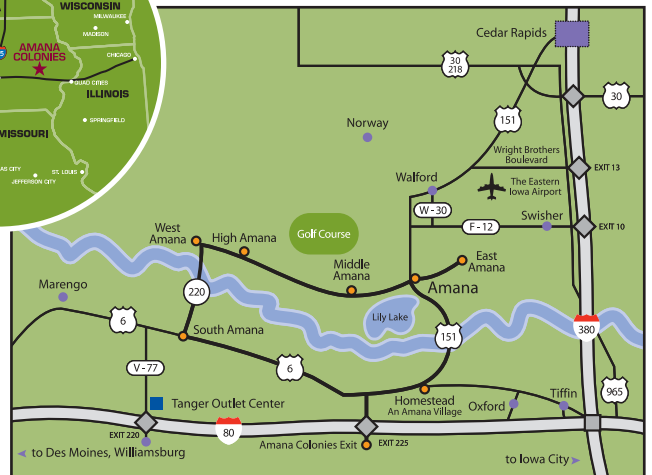 WISCONSIN
MILWAUKEE
MADISON
AMANA
COLONIES
CHICAGO
QUAD CITIES
ILLINOIS
SPRINGFIELD
MISSOURI
ST. LOUIS
JEFFERSON CITY
Cedar Rapids
30
218
30
151
Norway
Wright Brothers
Boulevard
EXIT 13
Walford
The Eastern
Iowa Airport
W-30
Swisher
F-12
EXIT 10
West
Amana
High Amana
Golf Course
Middle
Amana
East
Amana
Amana
Marengo
220
Lily Lake
6
South Amana
151
380
V-77
6
965
Tanger Outlet Center
Homestead
An Amana Village
Oxford
Tiffin
EXIT 220
80
Amana Colonies Exit
EXIT 225
to Des Moines, Williamsburg
to Iowa City